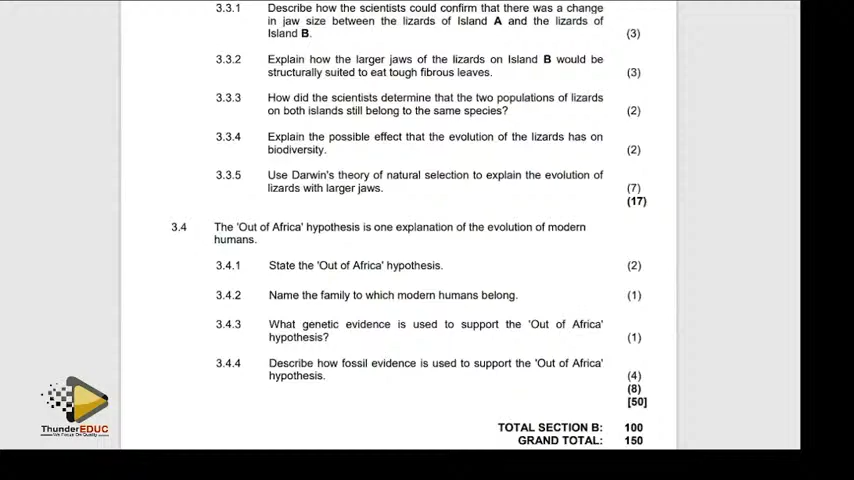 3.3.1 Describe how the scientists could confirm that there was a change
in jaw size between the lizards of Island A and the lizards of
Island B. (3)
3.3.2 Explain how the larger jaws of the lizards on Island B would be
structurally suited to eat tough fibrous leaves. (3)
3.3.3 How did the scientists determine that the two populations of lizards
on both islands still belong to the same species? (2)
3.3.4 Explain the possible effect that the evolution of the lizards has on
biodiversity. (2)
3.3.5 Use Darwin's theory of natural selection to explain the evolution of
lizards with larger jaws. (7)
(17)
3.4 The 'Out of Africa' hypothesis is one explanation of the evolution of modern
humans.
3.4.1 State the 'Out of Africa' hypothesis. (2)
3.4.2 Name the family to which modern humans belong. (1)
3.4.3 What genetic evidence is used to support the 'Out of Africa'
hypothesis? (1)
3.4.4 Describe how fossil evidence is used to support the 'Out of Africa'
hypothesis. (4)
(8)
[50]
TOTAL SECTION B: 100
GRAND TOTAL: 150
ThunderEDUC
We Focus On Quality